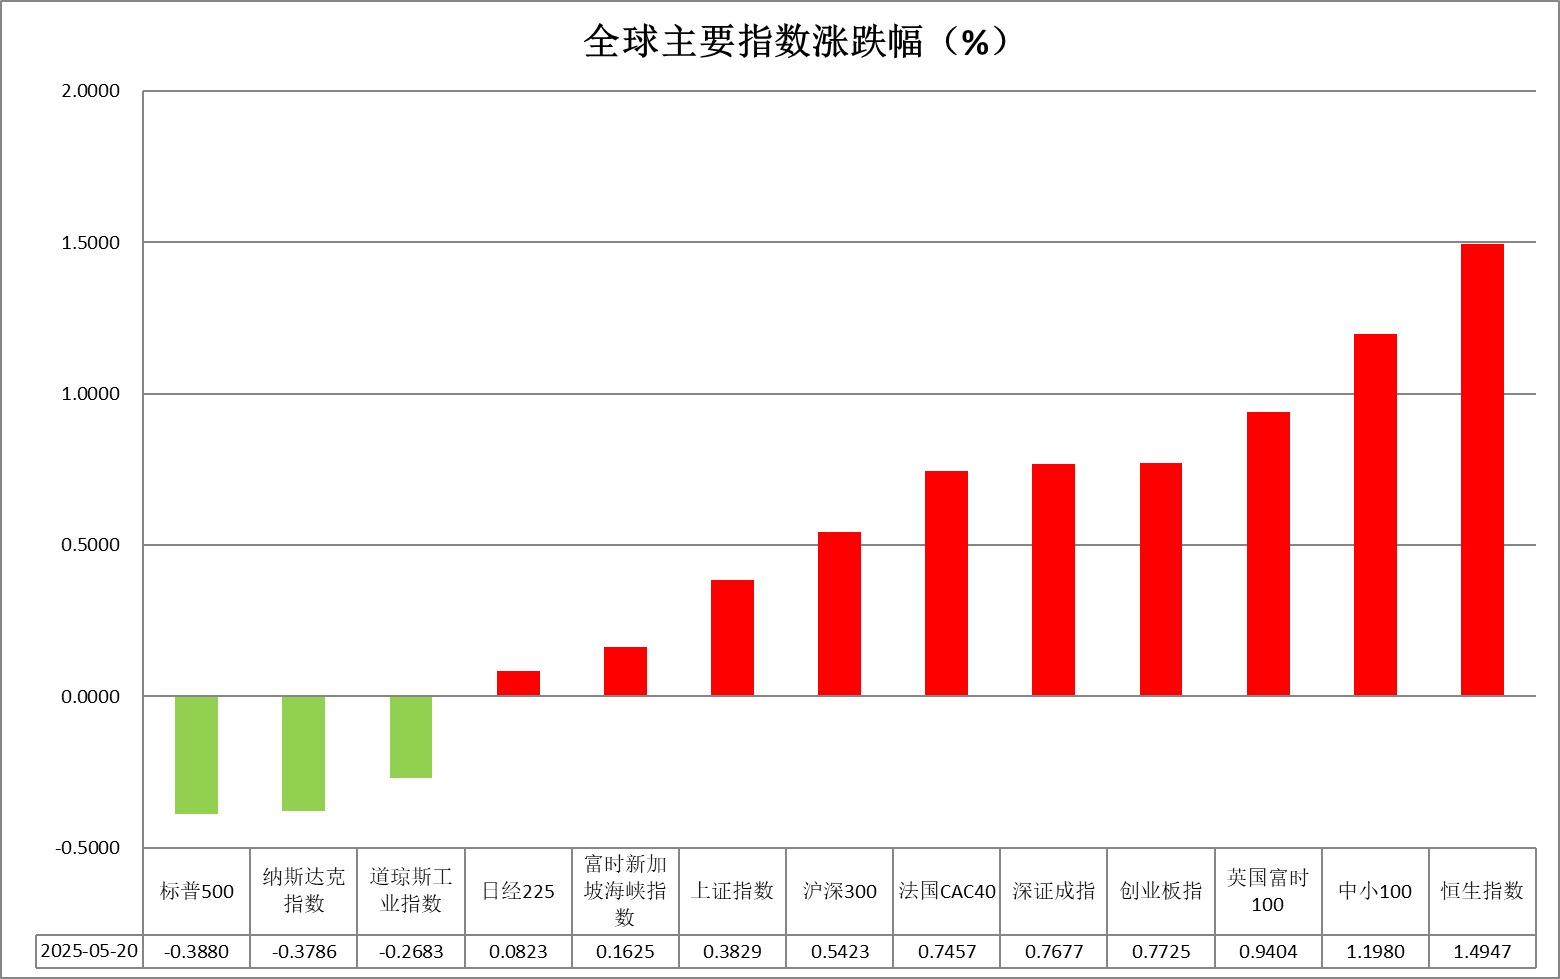 全球主要指数涨跌幅（%）
2.0000
1.5000
1.0000
0.5000
0.0000
-0.5000
标普500
纳斯达克
指数
道琼斯工
业指数
日经225
富时新加
坡海峡指
数
上证指数
沪深300
法国CAC40
深证成指
创业板指
英国富时
100
中小100
恒生指数
2025-05-20 -0.3880 -0.3786 -0.2683 0.0823 0.1625 0.3829 0.5423 0.7457 0.7677 0.7725 0.9404 1.1980 1.4947